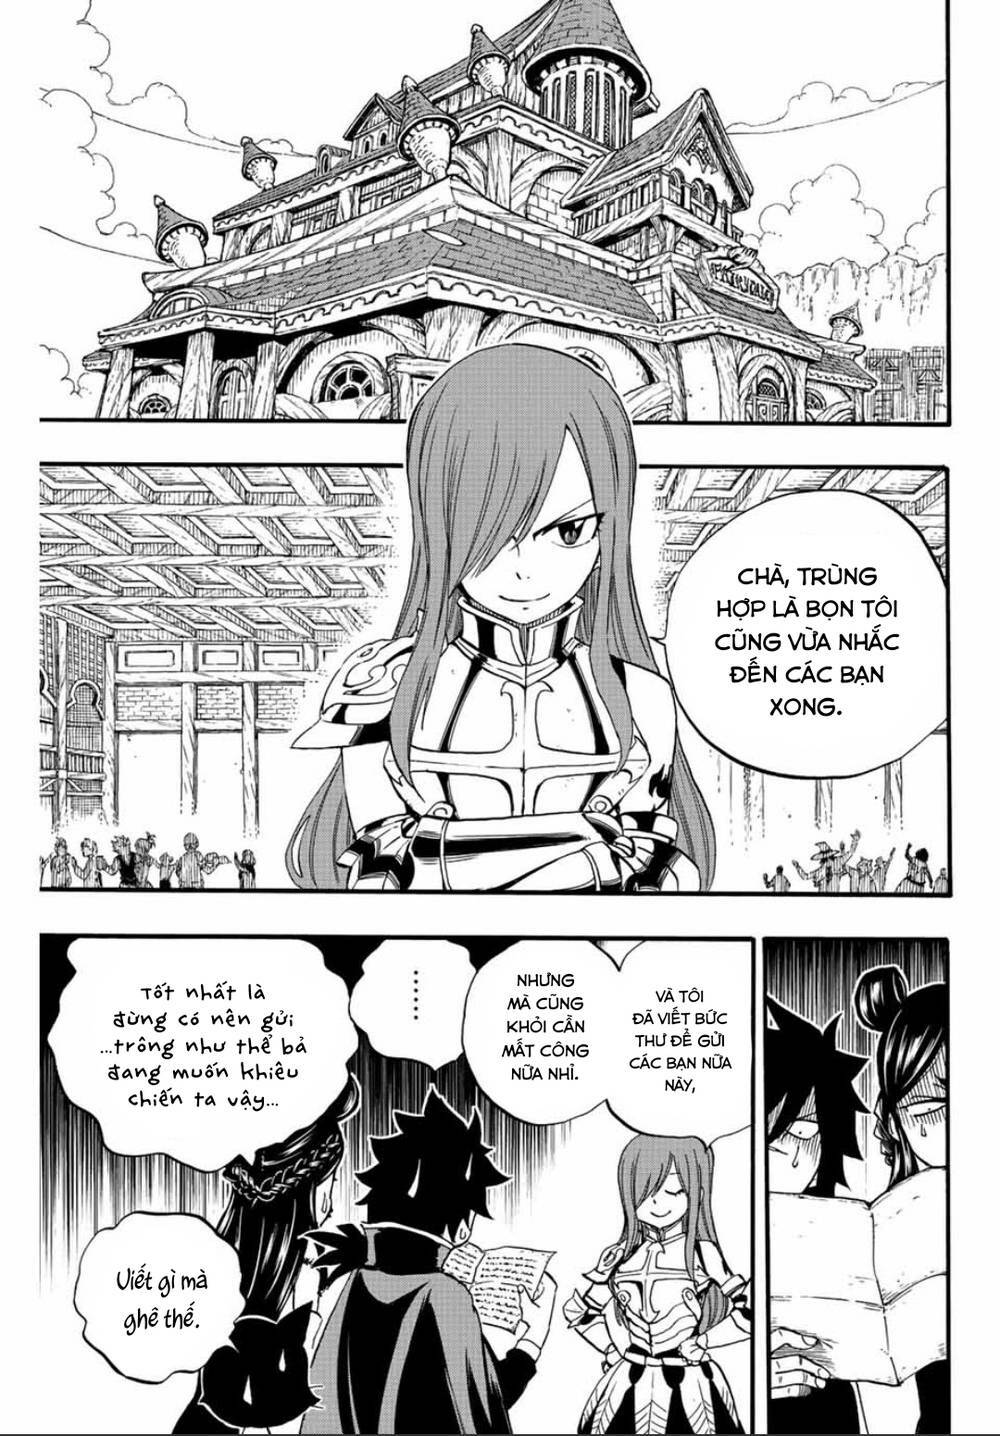 FAIRY TAIL
CHÀ, TRÙNG
HỢP LÀ BỌN TÔI
CŨNG VỪA NHẮC
ĐẾN CÁC BẠN
XONG.
VÀ TÔI
ĐÃ VIẾT BỨC
THƯ ĐỂ GỬI
CÁC BẠN NỮA
NÀY,
NHƯNG
MÀ CŨNG
KHỎI CẦN
MẤT CÔNG
NỮA NHỈ.
......
Tốt nhất là
đừng có nên gửi
...trông như thể bả
đang muốn khiêu
chiến ta vậy...
Viết gì mà
ghê thế.